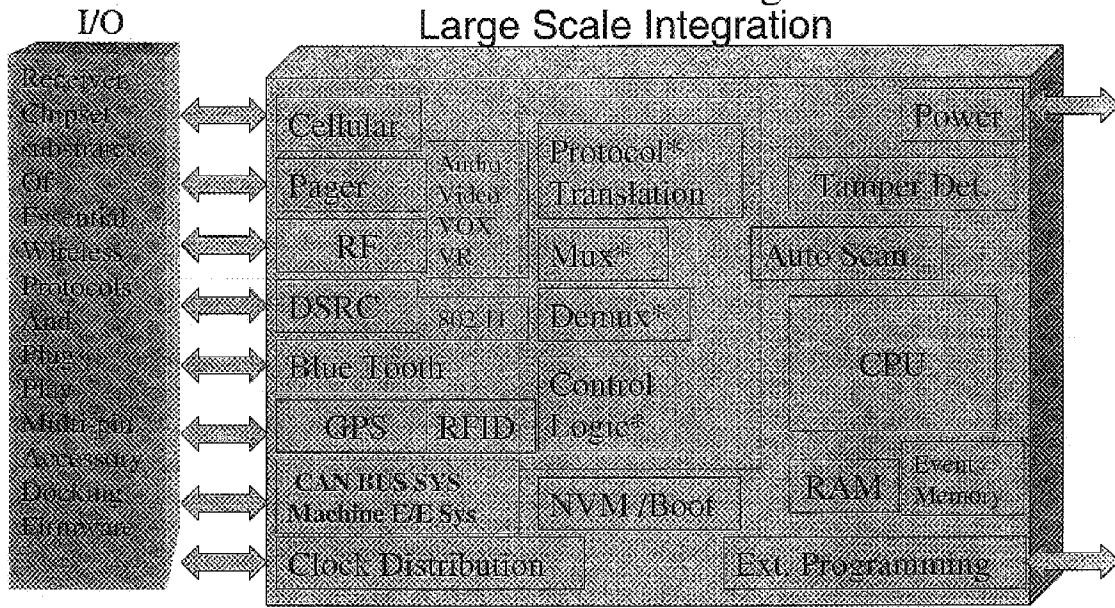 I/O
Large Scale Integration
Receiver
Chipset
substrates
Of
Essential
Wireless
Protocols
And
Plug
Play
Multi-pin
Accessory
Docking
Firmware
Cellular
Pager
RF
DSRC
Blue Tooth
GPS
RFID
CAN BUS SYS
Machine E/E Sys
Clock Distribution
Audio
Video
VOX
VR
802.11
Protocol*
Translation
Mux*
Demux*
Control
Logic*
NVM /Boot
Power
Tamper Det.
Auto Scan
CPU
RAM
Event
Memory
Ext. Programming